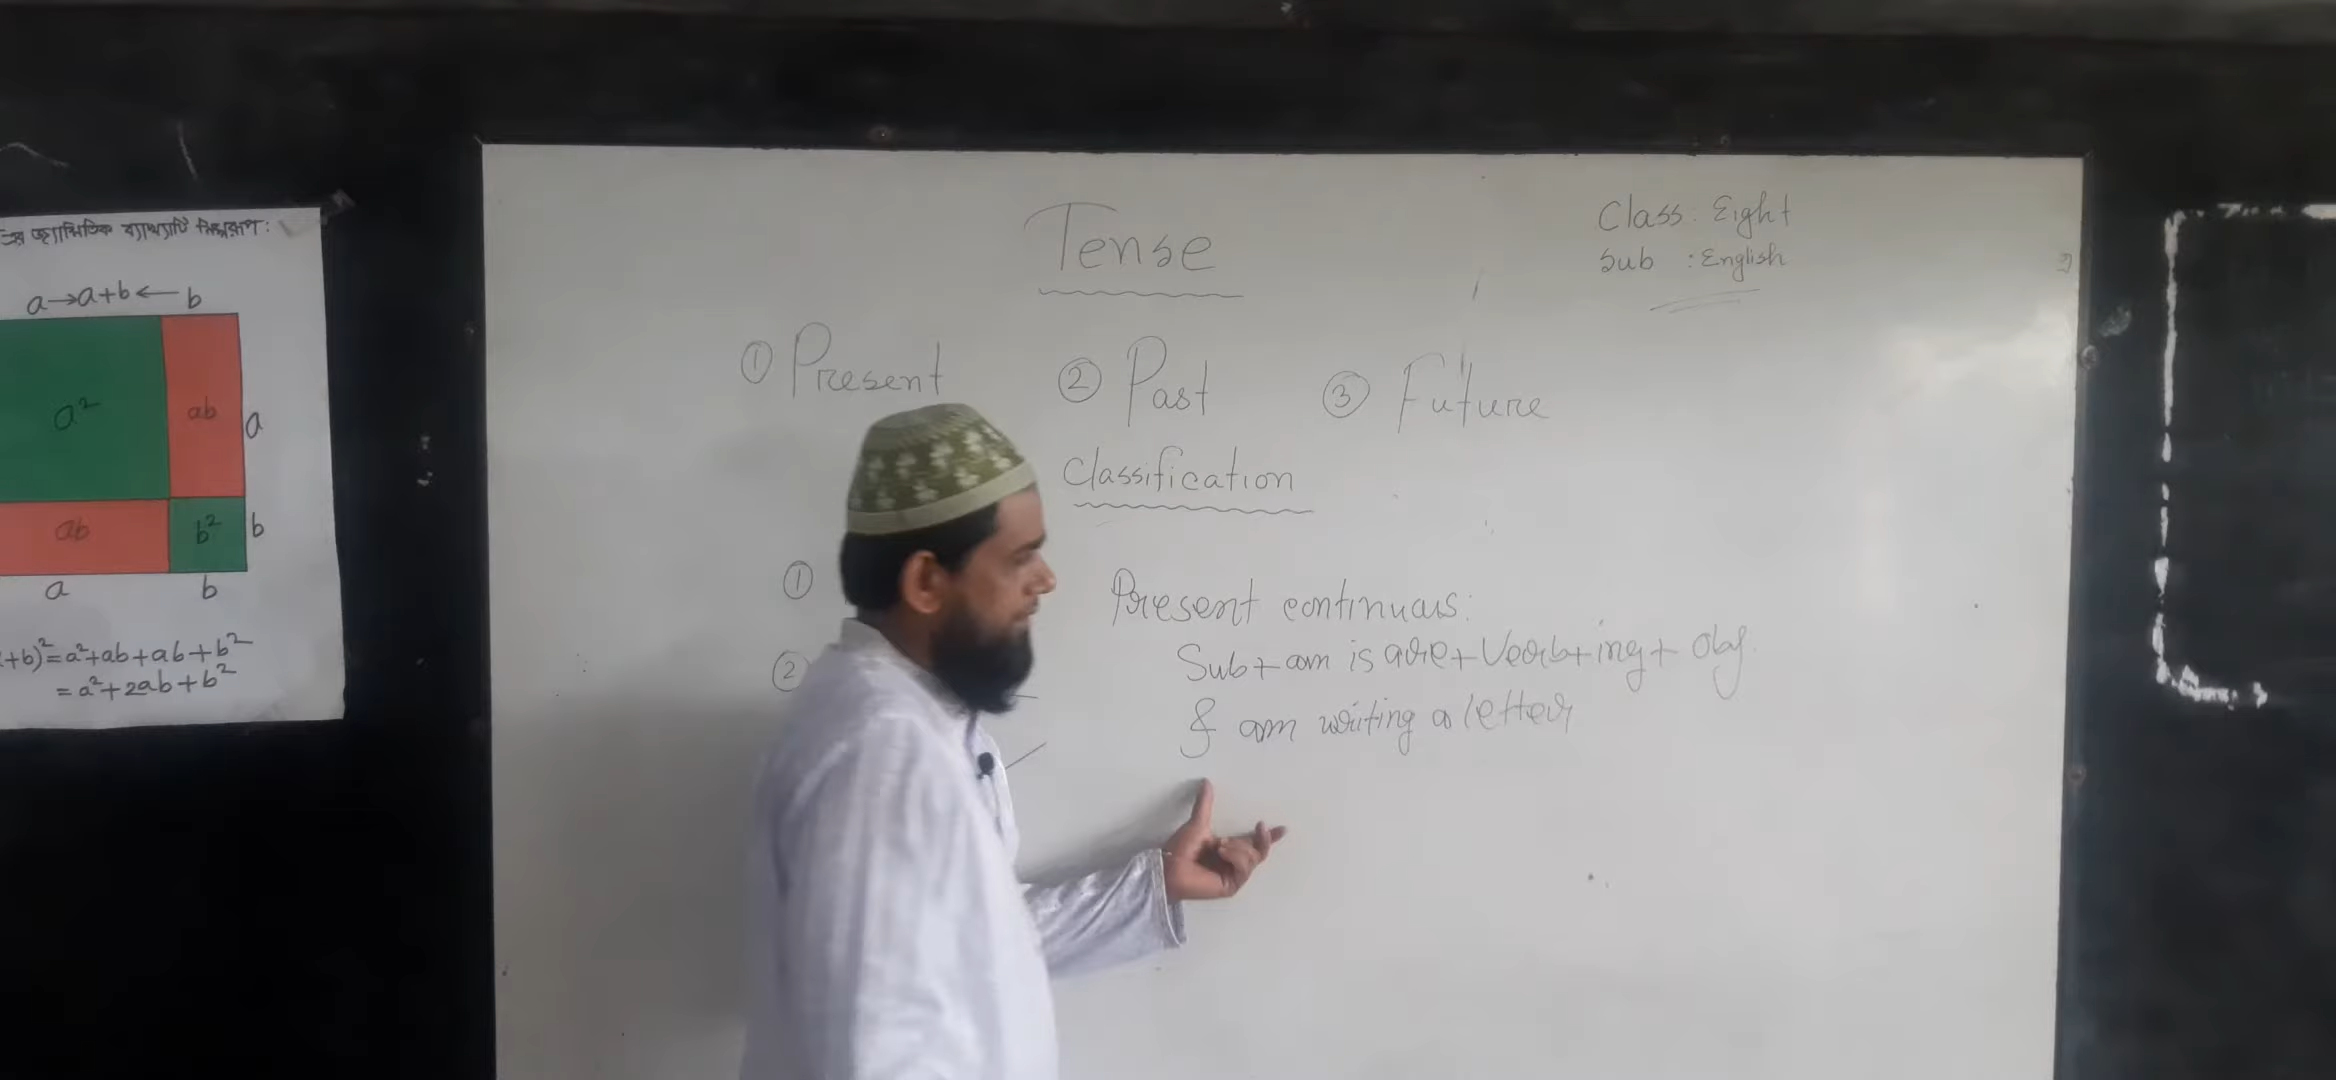 জ্যামিতিক ব্যাখ্যাটি নিম্নরূপ:
a→a+b← b
a² ab a
ab b² b
a b
+b)²=a²+ab+ab+b²
=a²+2ab+b²
Tense
Class: Eight
Sub : English
① Present ② Past ③ Future
Classification
①
②
Present continuous:
Sub+am is are+Verb+ing+Obj.
I am writing a letter